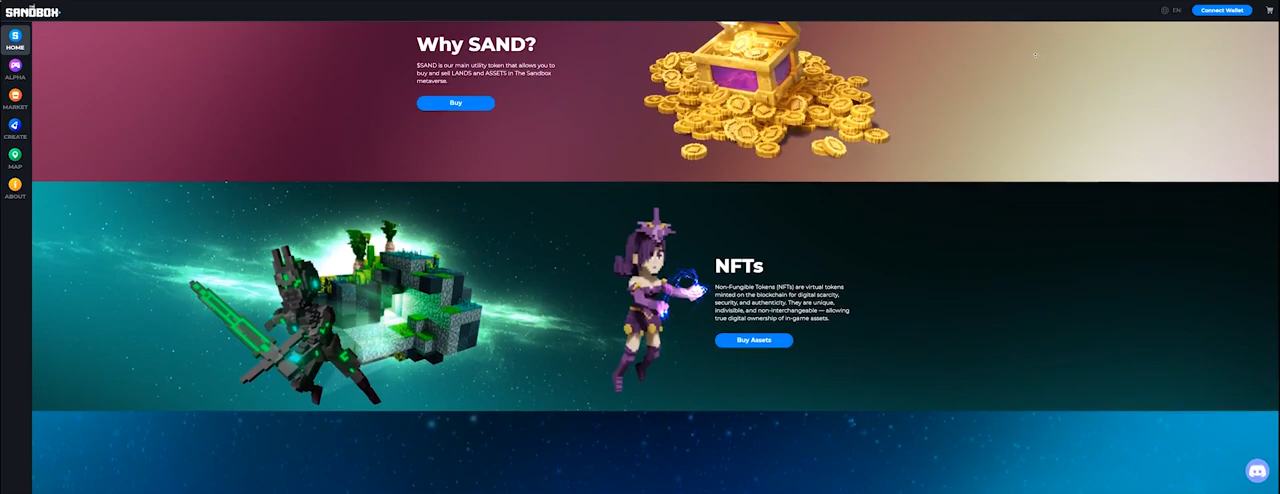 THE
SANDBOX
EN
Connect Wallet
HOME
ALPHA
MARKET
CREATE
MAP
ABOUT
Why SAND?
$SAND is our main utility token that allows you to
buy and sell LANDS and ASSETS in The Sandbox
metaverse.
Buy
NFTs
Non-Fungible Tokens (NFTs) are virtual tokens
minted on the blockchain for digital scarcity,
security, and authenticity. They are unique,
indivisible, and non-interchangeable — allowing
true digital ownership of in-game assets.
Buy Assets